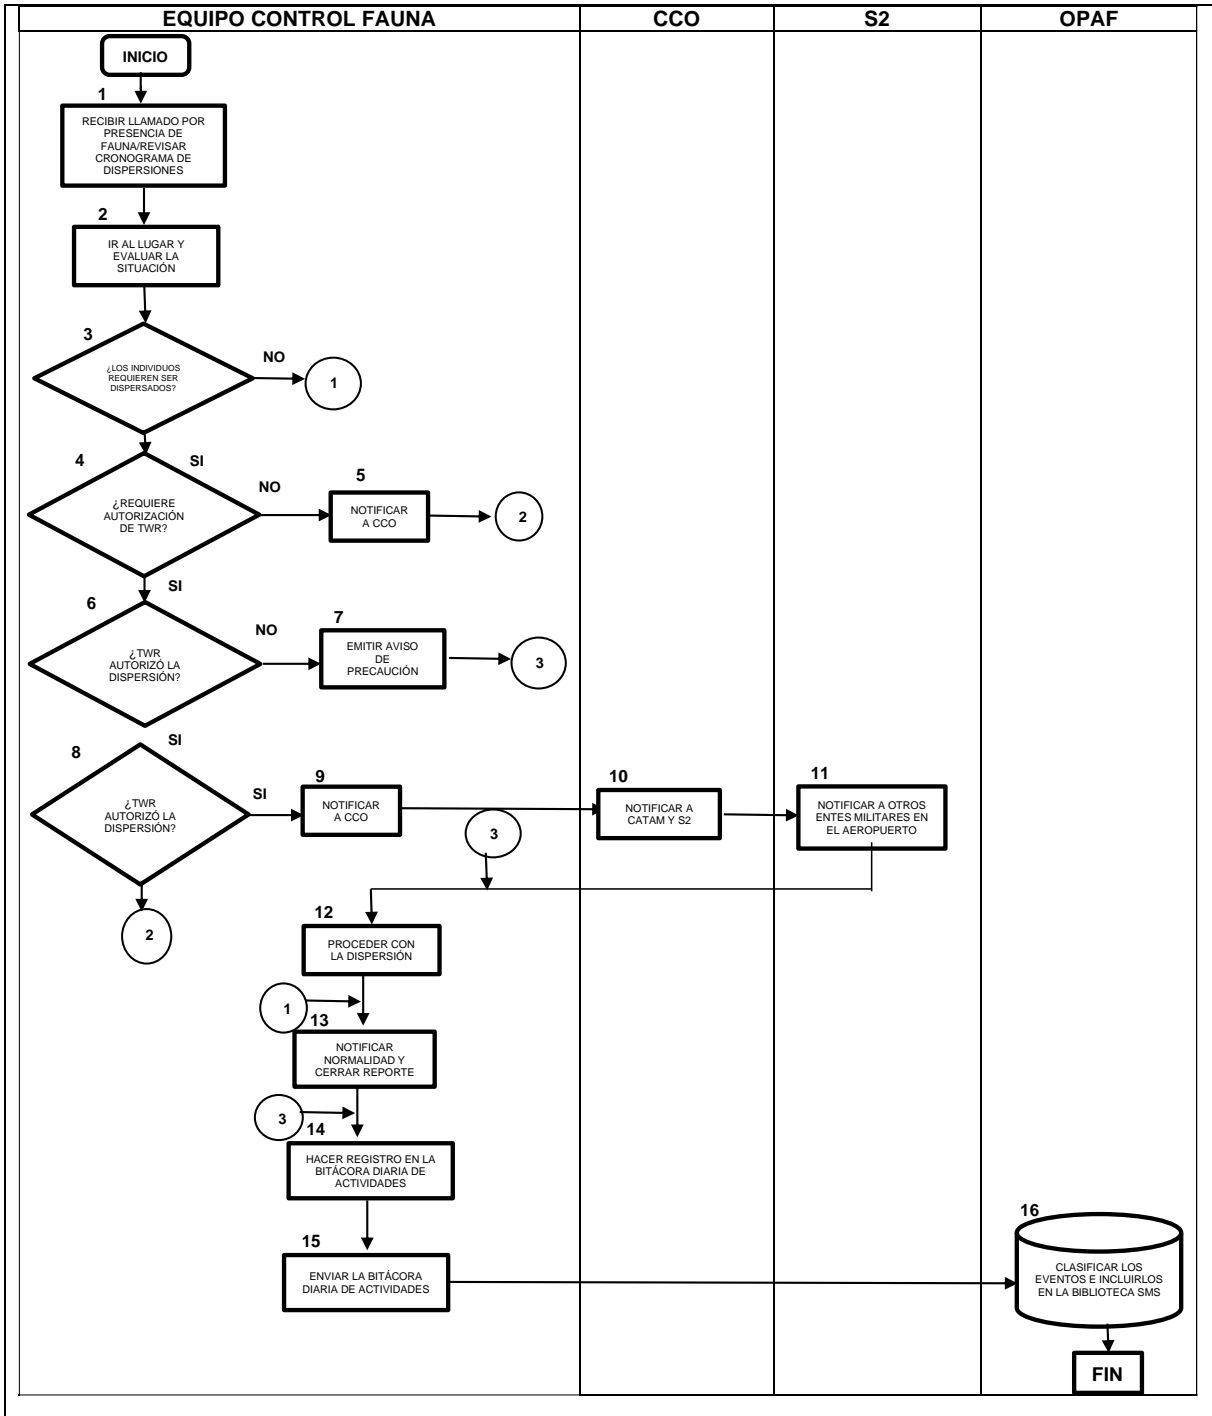 EQUIPO CONTROL FAUNA
CCO
S2
OPAF
INICIO
1
RECIBIR LLAMADO POR
PRESENCIA DE
FAUNA/REVISAR
CRONOGRAMA DE
DISPERSIONES
2
IR AL LUGAR Y
EVALUAR LA
SITUACIÓN
3
¿LOS INDIVIDUOS
REQUIEREN SER
DISPERSADOS?
NO
1
SI
4
¿REQUIERE
AUTORIZACIÓN
DE TWR?
NO
5
NOTIFICAR
A CCO
2
SI
6
¿TWR
AUTORIZÓ LA
DISPERSIÓN?
NO
7
EMITIR AVISO
DE
PRECAUCIÓN
3
SI
8
¿TWR
AUTORIZÓ LA
DISPERSIÓN?
SI
9
NOTIFICAR
A CCO
10
NOTIFICAR A
CATAM Y S2
11
NOTIFICAR A OTROS
ENTES MILITARES EN
EL AEROPUERTO
3
2
12
PROCEDER CON
LA DISPERSIÓN
1
13
NOTIFICAR
NORMALIDAD Y
CERRAR REPORTE
3
14
HACER REGISTRO EN LA
BITÁCORA DIARIA DE
ACTIVIDADES
15
ENVIAR LA BITÁCORA
DIARIA DE ACTIVIDADES
16
CLASIFICAR LOS
EVENTOS E INCLUIRLOS
EN LA BIBLIOTECA SMS
FIN